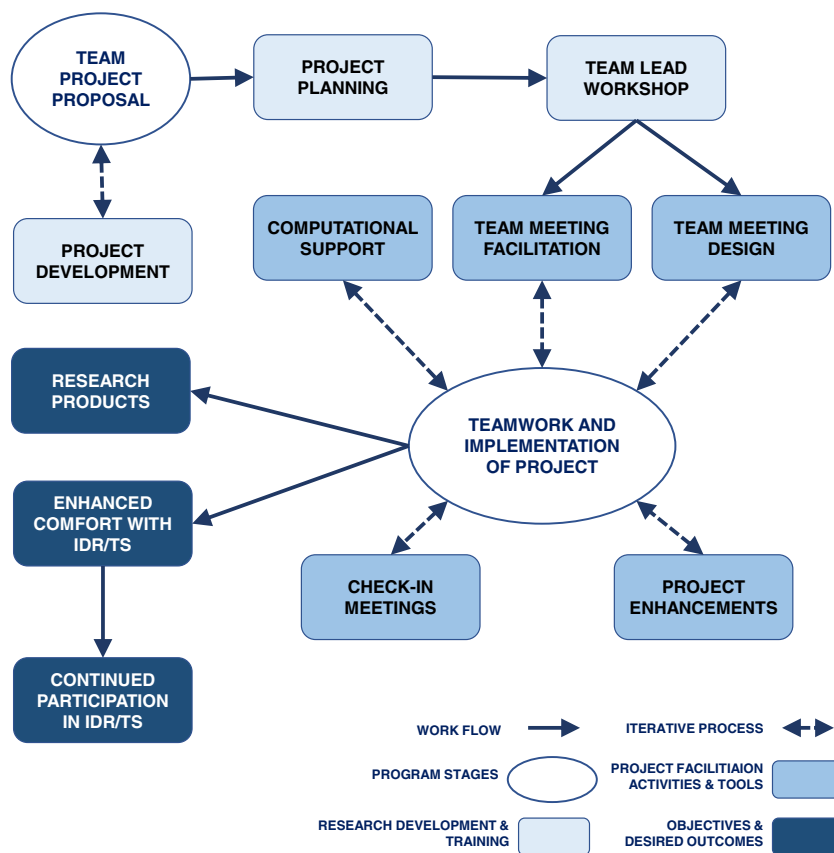 TEAM
PROJECT
PROPOSAL
PROJECT
PLANNING
TEAM LEAD
WORKSHOP
PROJECT
DEVELOPMENT
COMPUTATIONAL
SUPPORT
TEAM MEETING
FACILITATION
TEAM MEETING
DESIGN
RESEARCH
PRODUCTS
TEAMWORK AND
IMPLEMENTATION
OF PROJECT
ENHANCED
COMFORT WITH
IDR/TS
CHECK-IN
MEETINGS
PROJECT
ENHANCEMENTS
CONTINUED
PARTICIPATION
IN IDR/TS
WORK FLOW
ITERATIVE PROCESS
PROGRAM STAGES
PROJECT FACILITIAION
ACTIVITIES & TOOLS
RESEARCH DEVELOPMENT &
TRAINING
OBJECTIVES &
DESIRED OUTCOMES